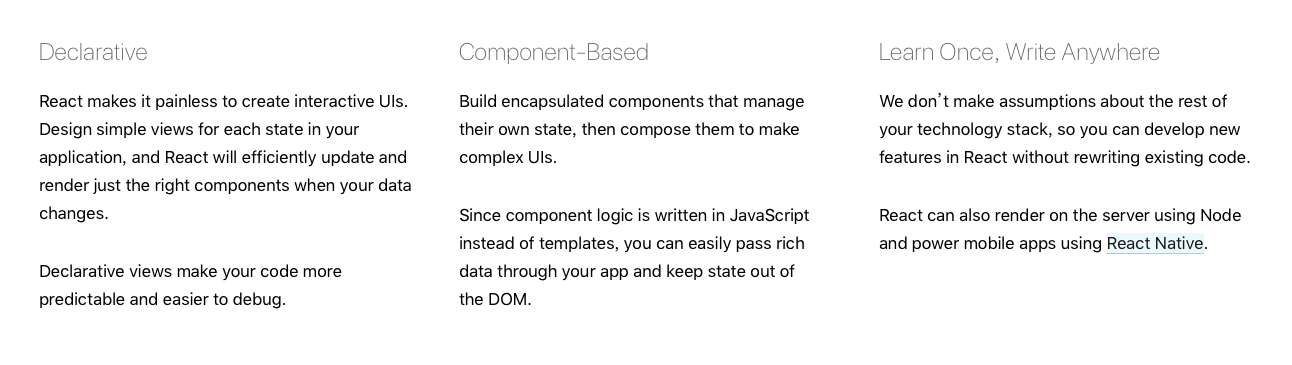 Declarative
React makes it painless to create interactive UIs.
Design simple views for each state in your
application, and React will efficiently update and
render just the right components when your data
changes.
Declarative views make your code more
predictable and easier to debug.
Component-Based
Build encapsulated components that manage
their own state, then compose them to make
complex UIs.
Since component logic is written in JavaScript
instead of templates, you can easily pass rich
data through your app and keep state out of
the DOM.
Learn Once, Write Anywhere
We don’t make assumptions about the rest of
your technology stack, so you can develop new
features in React without rewriting existing code.
React can also render on the server using Node
and power mobile apps using React Native.